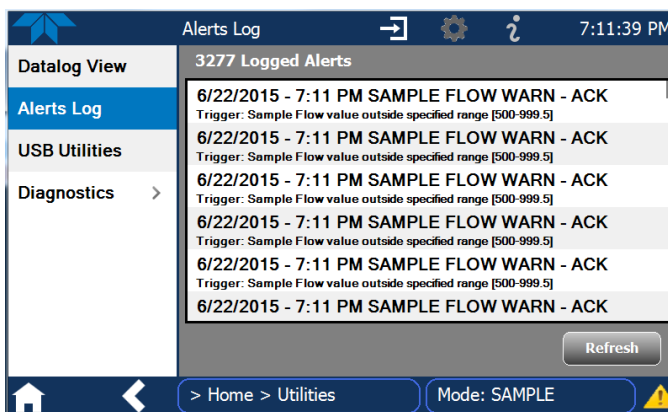 Alerts Log
7:11:39 PM
Datalog View
Alerts Log
USB Utilities
Diagnostics >
3277 Logged Alerts
6/22/2015 - 7:11 PM SAMPLE FLOW WARN - ACK
Trigger: Sample Flow value outside specified range [500-999.5]
6/22/2015 - 7:11 PM SAMPLE FLOW WARN - ACK
Trigger: Sample Flow value outside specified range [500-999.5]
6/22/2015 - 7:11 PM SAMPLE FLOW WARN - ACK
Trigger: Sample Flow value outside specified range [500-999.5]
6/22/2015 - 7:11 PM SAMPLE FLOW WARN - ACK
Trigger: Sample Flow value outside specified range [500-999.5]
6/22/2015 - 7:11 PM SAMPLE FLOW WARN - ACK
Trigger: Sample Flow value outside specified range [500-999.5]
6/22/2015 - 7:11 PM SAMPLE FLOW WARN - ACK
Refresh
> Home > Utilities
Mode: SAMPLE